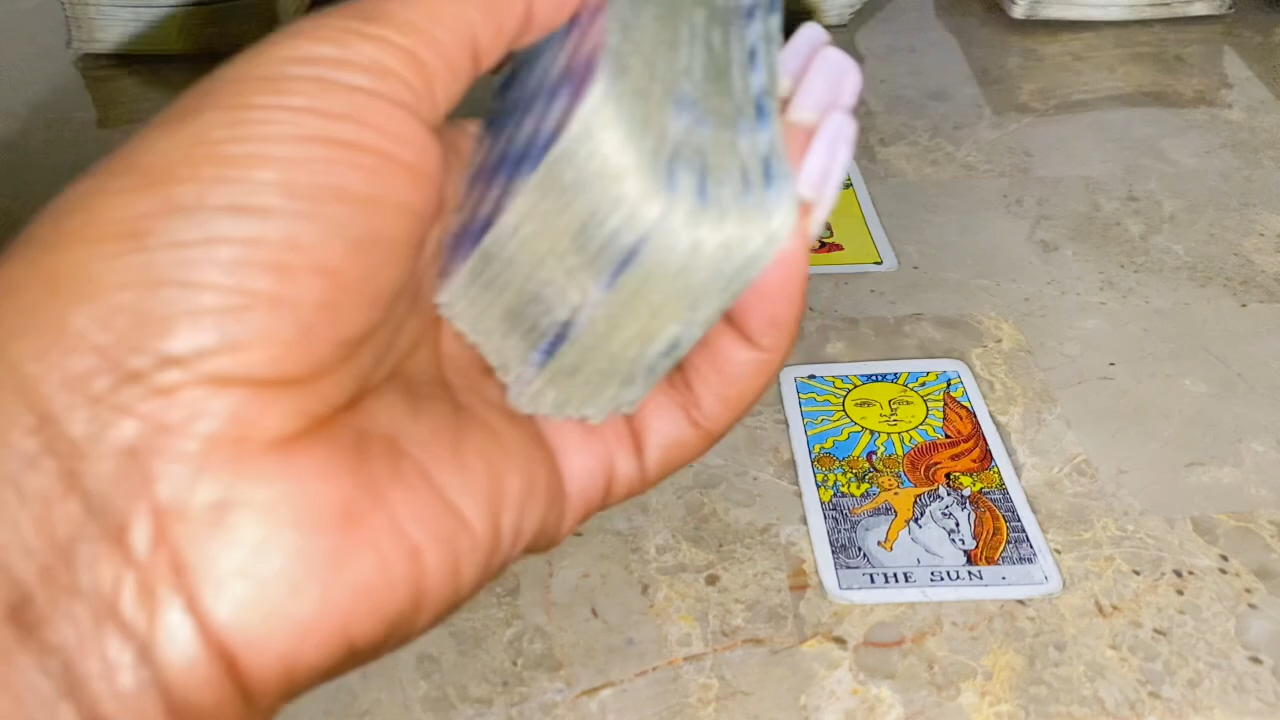 XIX
THE SUN .